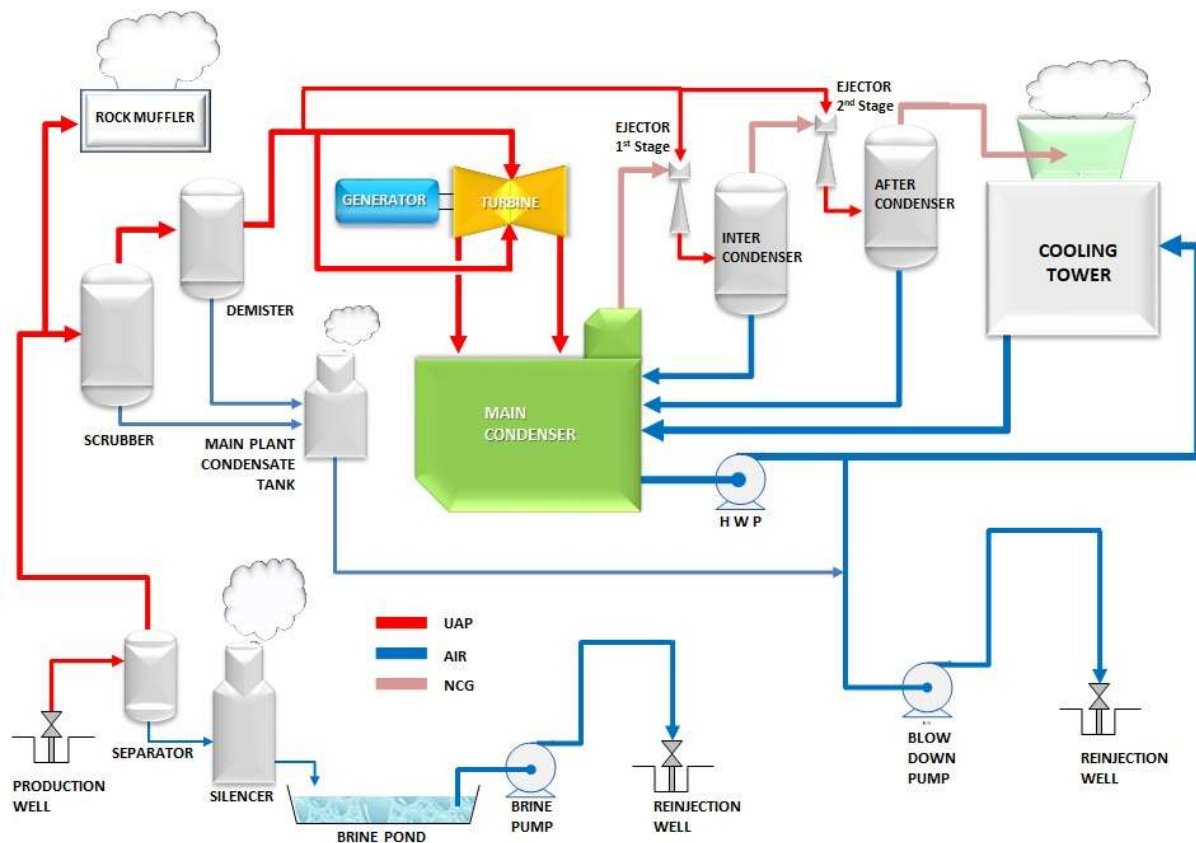 ROCK MUFFLER
EJECTOR
2nd Stage
EJECTOR
1st Stage
GENERATOR
TURBINE
AFTER
CONDENSER
INTER
CONDENSER
COOLING
TOWER
DEMISTER
SCRUBBER
MAIN PLANT
CONDENSATE
TANK
MAIN
CONDENSER
H W P
UAP
AIR
NCG
PRODUCTION
WELL
SEPARATOR
SILENCER
BRINE POND
BRINE
PUMP
REINJECTION
WELL
BLOW
DOWN
PUMP
REINJECTION
WELL